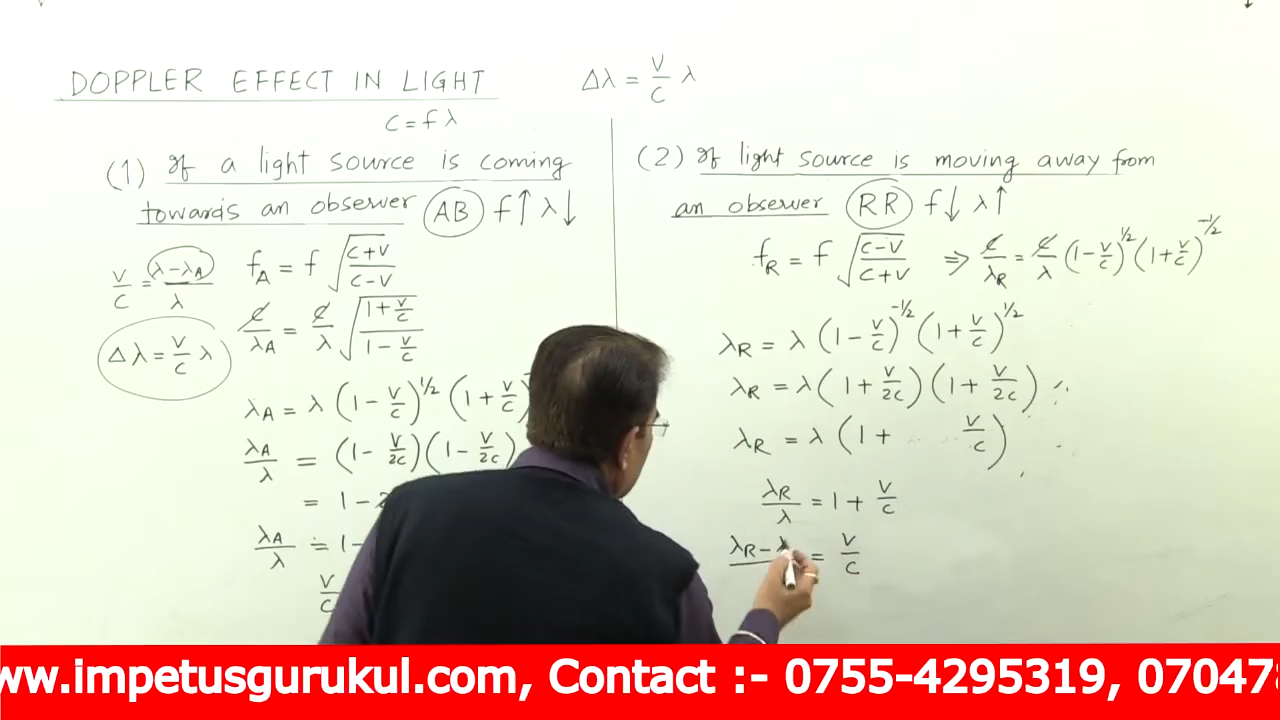 DOPPLER EFFECT IN LIGHT
Δλ = v/c λ
c = fλ
(1) If a light source is coming
towards an observer AB f↑ λ↓
v/c = λ-λA/λ
fA = f √(c+v/c-v)
Δλ = v/c λ
c/λA = c/λ √(1+v/c / 1-v/c)
λA = λ (1-v/c)^1/2 (1+v/c)
λA/λ = (1-v/2c)(1-v/2c)
= 1-
λA/λ = 1-
v/c
(2) If light source is moving away from
an observer RR f↓ λ↑
fR = f √(c-v/c+v) ⇒ c/λR = c/λ (1-v/c)^1/2 (1+v/c)^-1/2
λR = λ (1-v/c)^-1/2 (1+v/c)^1/2
λR = λ (1+v/2c)(1+v/2c)
λR = λ (1+ v/c)
λR/λ = 1+v/c
λR-λ = v/c
ww.impetusgurukul.com, Contact :- 0755-4295319, 07047